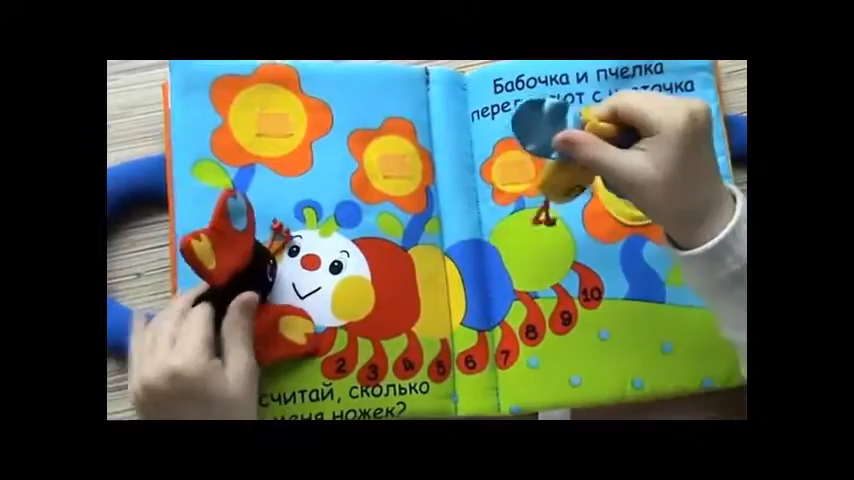 Бабочка и пчелка
с
2 3 4 5 6 7 8 9 10
считай, сколько
меня ножек?